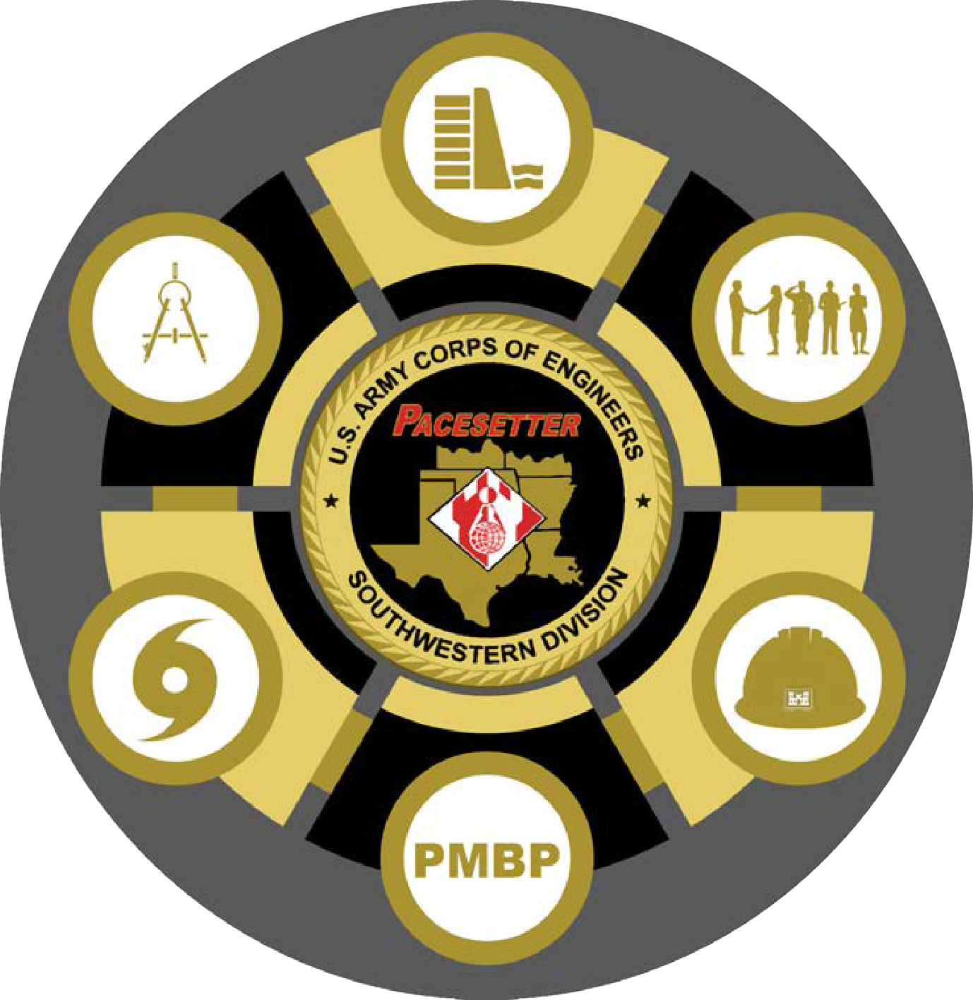 U.S. ARMY CORPS OF ENGINEERS
PACESETTER
SOUTHWESTERN DIVISION
PMBP